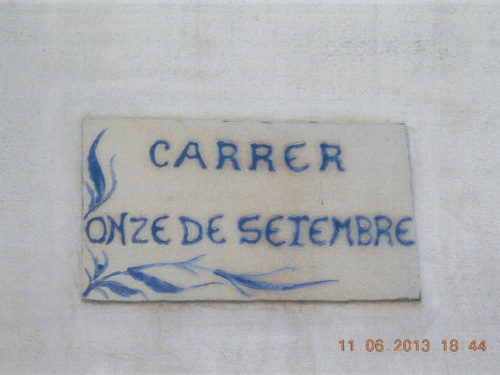 CARRER
ONZE DE SETEMBRE
11 06 2013 18 44